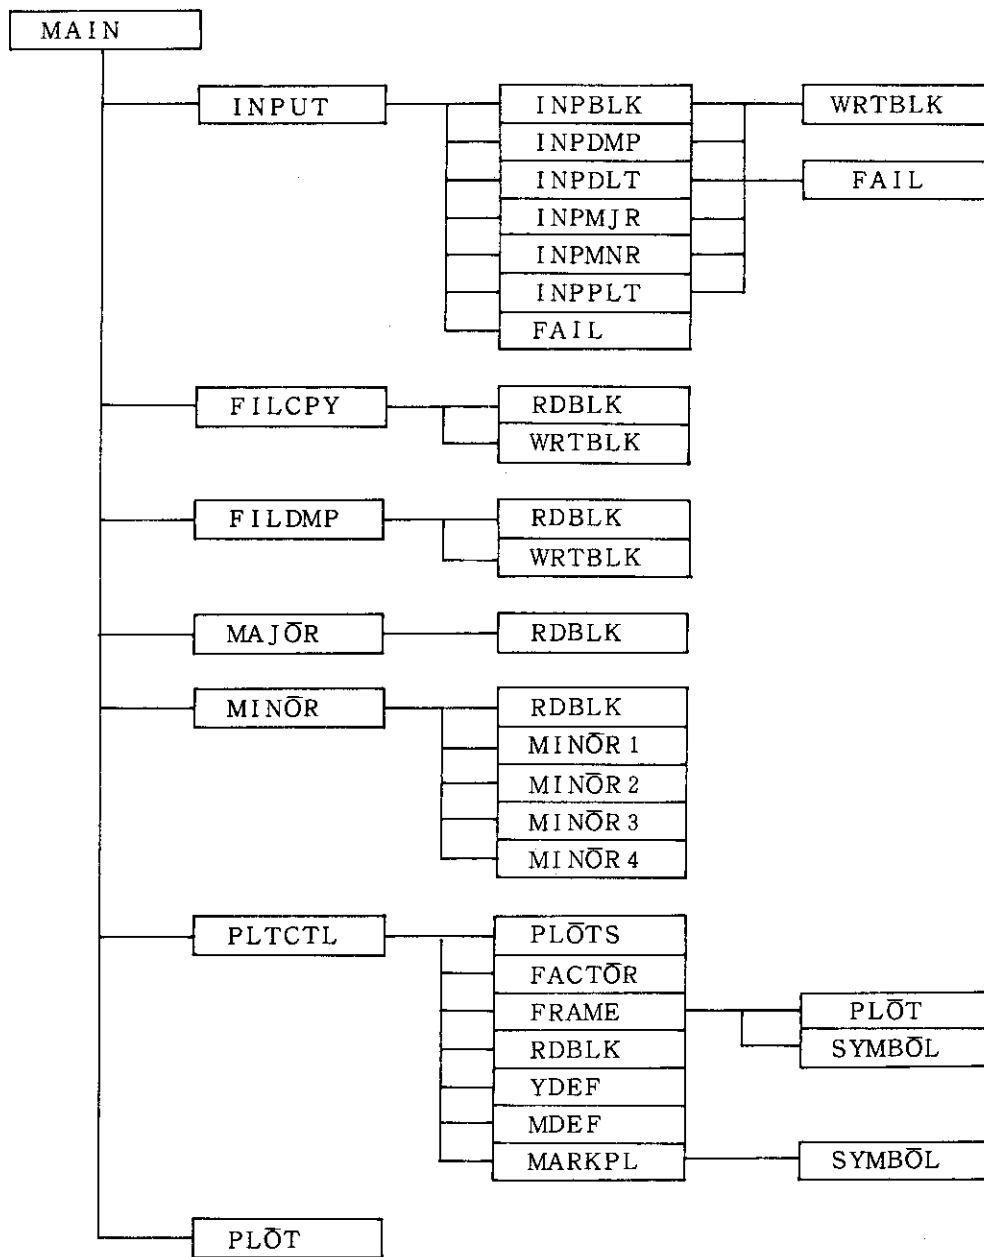 MAIN
INPUT
INPBLK
WRTBLK
INPDMP
INPDLT
FAIL
INPMJR
INPMNR
INPPLT
FAIL
FILCPY
RDBLK
WRTBLK
FILDMP
RDBLK
WRTBLK
MAJŌR
RDBLK
MINŌR
RDBLK
MINŌR1
MINŌR2
MINŌR3
MINŌR4
PLTCTL
PLŌTS
FACTŌR
FRAME
PLŌT
RDBLK
SYMBŌL
YDEF
MDEF
MARKPL
SYMBŌL
PLŌT